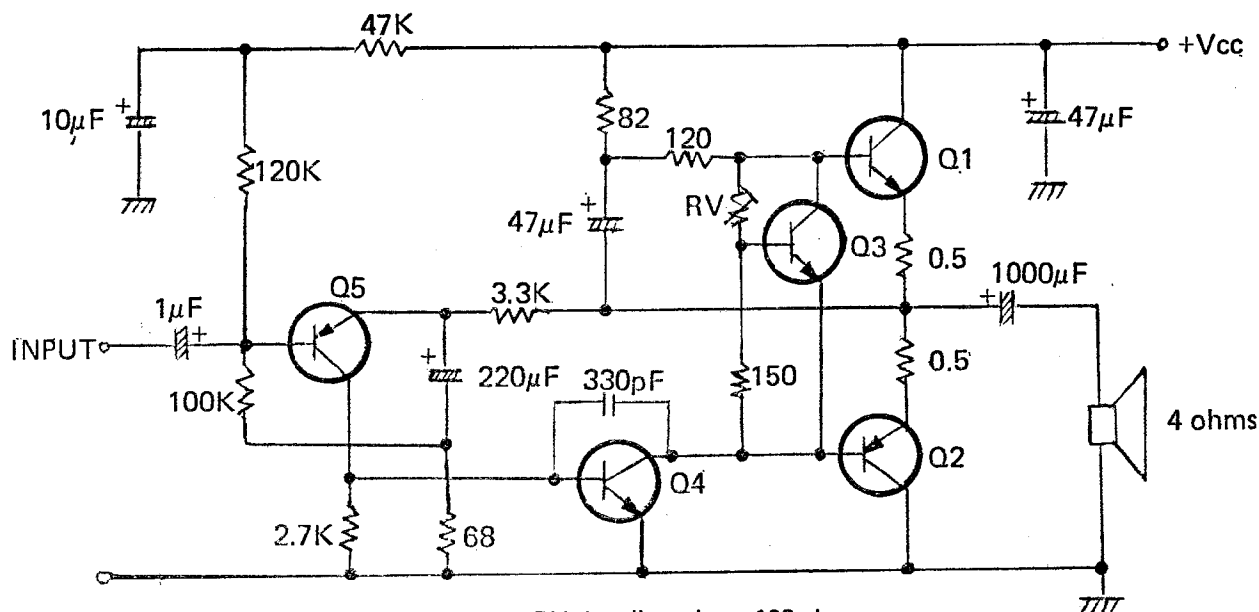 47K
+Vcc
10µF
+
82
+
47µF
120
120K
Q1
RV
+
47µF
Q3
0.5
1000µF
+
Q5
3.3K
1µF
+
INPUT
+
220µF
330pF
150
0.5
100K
4 ohms
Q4
Q2
2.7K
68